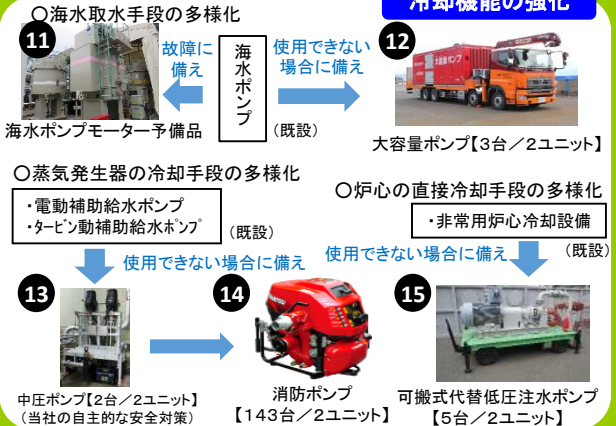 冷却機能の強化
○海水取水手段の多様化
11
故障に
備え
海水ポンプ
(既設)
使用できない
場合に備え
12
海水ポンプモーター予備品
大容量ポンプ【3台/2ユニット】
○蒸気発生器の冷却手段の多様化
・電動補助給水ポンプ
・タービン動補助給水ポンプ
(既設)
使用できない場合に備え
13
14
中圧ポンプ【2台/2ユニット】
(当社の自主的な安全対策)
消防ポンプ
【143台/2ユニット】
○炉心の直接冷却手段の多様化
・非常用炉心冷却設備
(既設)
使用できない場合に備え
15
可搬式代替低圧注水ポンプ
【5台/2ユニット】